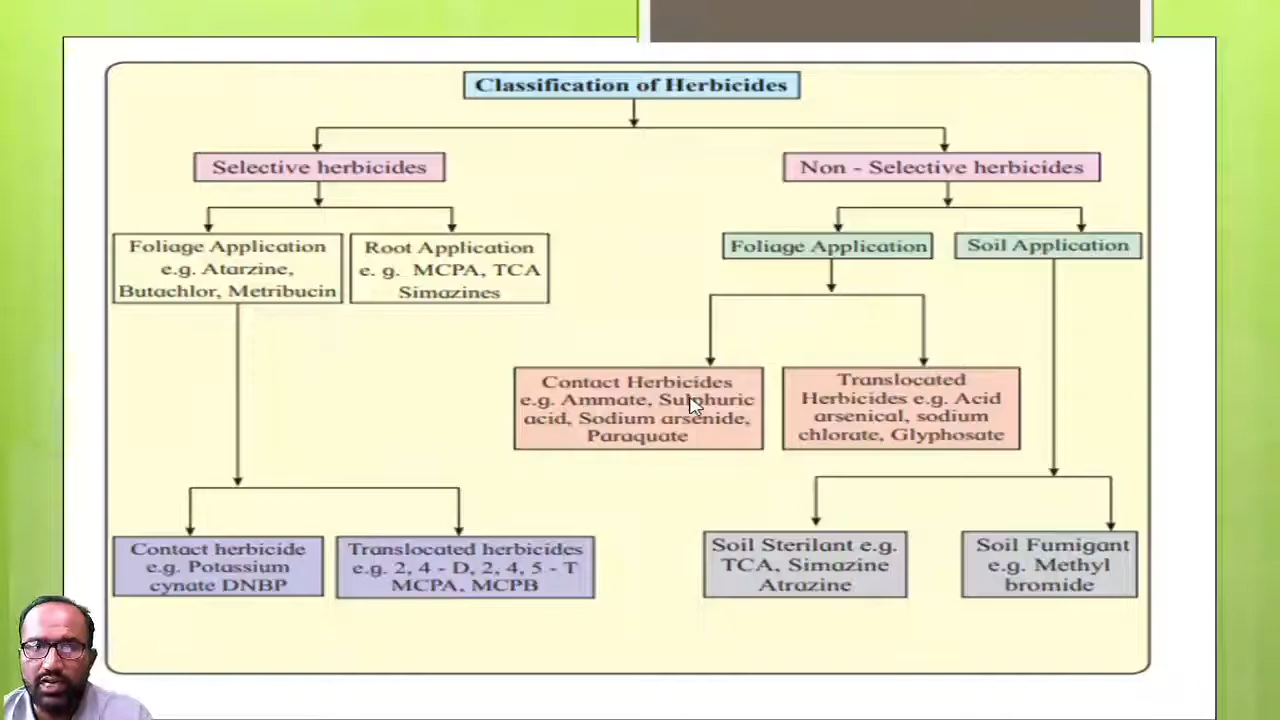 Classification of Herbicides
Selective herbicides
Non - Selective herbicides
Foliage Application
e.g. Atarzine,
Butachlor, Metribucin
Root Application
e. g. MCPA, TCA
Simazines
Foliage Application
Soil Application
Contact Herbicides
e.g. Ammate, Sulphuric
acid, Sodium arsenide,
Paraquate
Translocated
Herbicides e.g. Acid
arsenical, sodium
chlorate, Glyphosate
Contact herbicide
e.g. Potassium
cynate DNBP
Translocated herbicides
e.g. 2, 4 - D, 2, 4, 5 - T
MCPA, MCPB
Soil Sterilant e.g.
TCA, Simazine
Atrazine
Soil Fumigant
e.g. Methyl
bromide